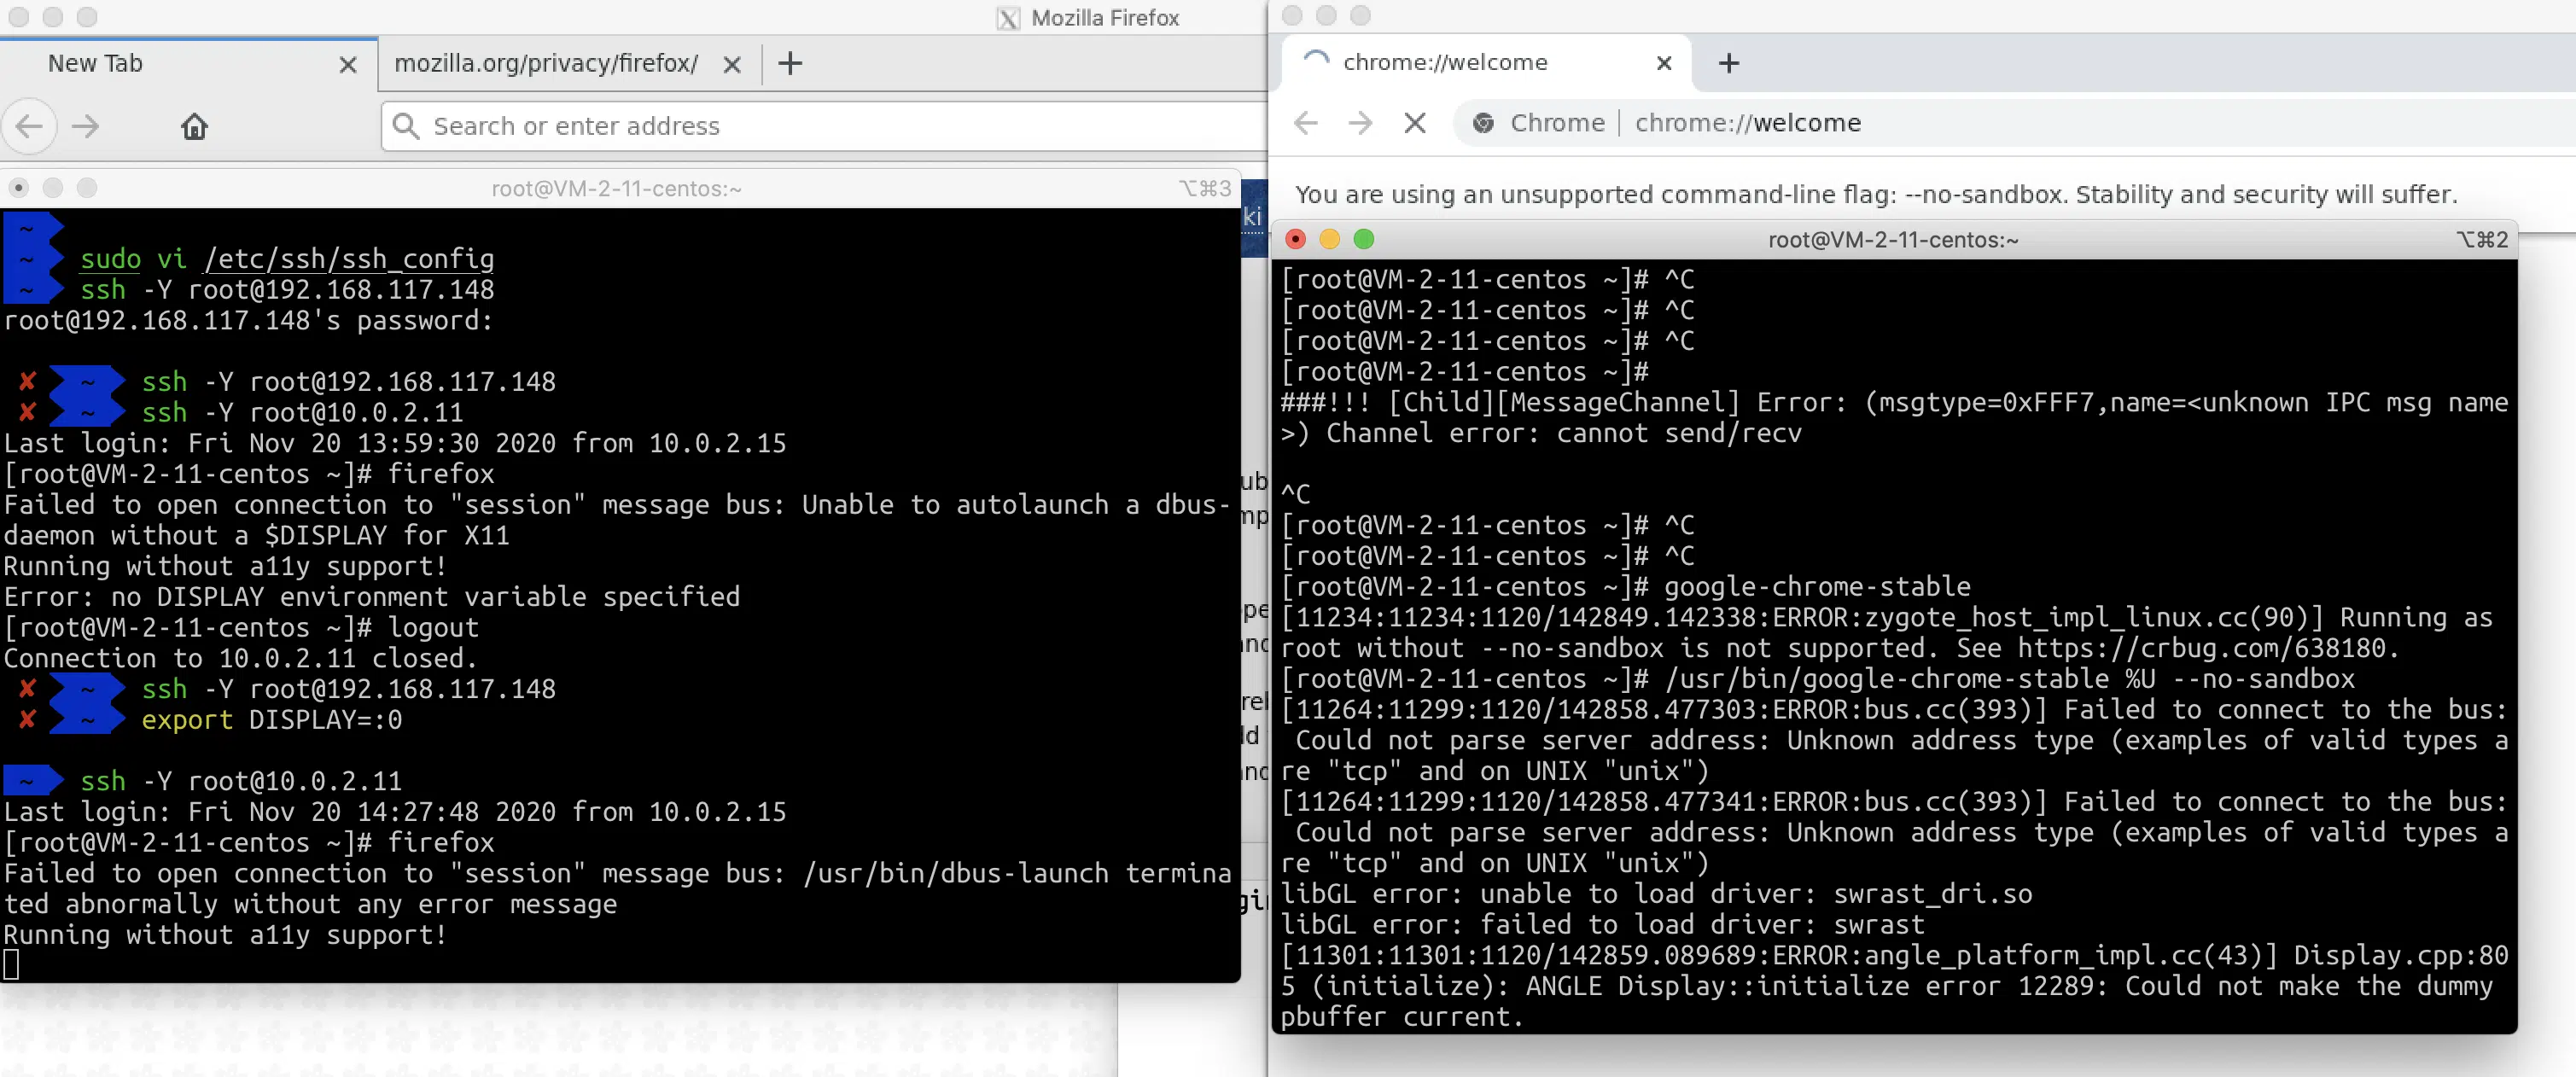 Mozilla Firefox
New Tab
mozilla.org/privacy/firefox/
Search or enter address
root@VM-2-11-centos:~
⌥⌘3
~
~ sudo vi /etc/ssh/ssh_config
~ ssh -Y root@192.168.117.148
root@192.168.117.148's password:
✘ ~ ssh -Y root@192.168.117.148
✘ ~ ssh -Y root@10.0.2.11
Last login: Fri Nov 20 13:59:30 2020 from 10.0.2.15
[root@VM-2-11-centos ~]# firefox
Failed to open connection to "session" message bus: Unable to autolaunch a dbus-
daemon without a $DISPLAY for X11
Running without a11y support!
Error: no DISPLAY environment variable specified
[root@VM-2-11-centos ~]# logout
Connection to 10.0.2.11 closed.
✘ ~ ssh -Y root@192.168.117.148
✘ ~ export DISPLAY=:0
~ ssh -Y root@10.0.2.11
Last login: Fri Nov 20 14:27:48 2020 from 10.0.2.15
[root@VM-2-11-centos ~]# firefox
Failed to open connection to "session" message bus: /usr/bin/dbus-launch termina
ted abnormally without any error message
Running without a11y support!
chrome://welcome
Chrome | chrome://welcome
You are using an unsupported command-line flag: --no-sandbox. Stability and security will suffer.
root@VM-2-11-centos:~
⌥⌘2
[root@VM-2-11-centos ~]# ^C
[root@VM-2-11-centos ~]# ^C
[root@VM-2-11-centos ~]# ^C
[root@VM-2-11-centos ~]#
###!!! [Child][MessageChannel] Error: (msgtype=0xFFF7,name=<unknown IPC msg name
>) Channel error: cannot send/recv
^C
[root@VM-2-11-centos ~]# ^C
[root@VM-2-11-centos ~]# ^C
[root@VM-2-11-centos ~]# google-chrome-stable
[11234:11234:1120/142849.142338:ERROR:zygote_host_impl_linux.cc(90)] Running as
root without --no-sandbox is not supported. See https://crbug.com/638180.
[root@VM-2-11-centos ~]# /usr/bin/google-chrome-stable %U --no-sandbox
[11264:11299:1120/142858.477303:ERROR:bus.cc(393)] Failed to connect to the bus:
Could not parse server address: Unknown address type (examples of valid types a
re "tcp" and on UNIX "unix")
[11264:11299:1120/142858.477341:ERROR:bus.cc(393)] Failed to connect to the bus:
Could not parse server address: Unknown address type (examples of valid types a
re "tcp" and on UNIX "unix")
libGL error: unable to load driver: swrast_dri.so
libGL error: failed to load driver: swrast
[11301:11301:1120/142859.089689:ERROR:angle_platform_impl.cc(43)] Display.cpp:80
5 (initialize): ANGLE Display::initialize error 12289: Could not make the dummy
pbuffer current.